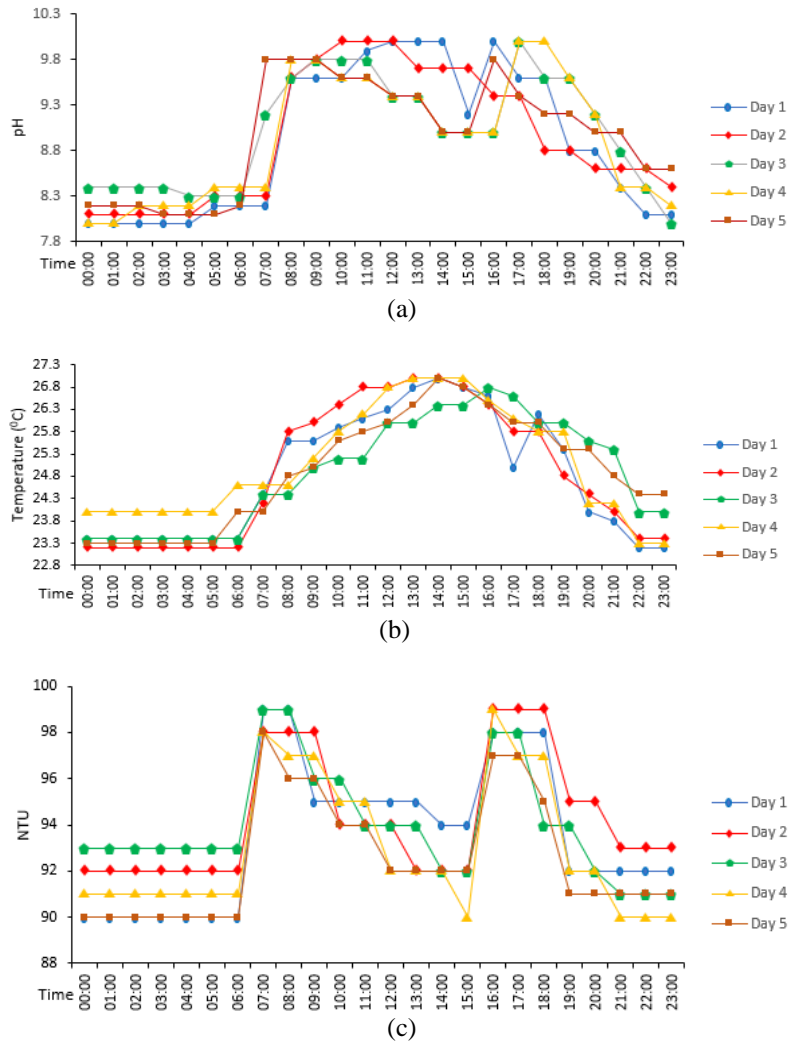 10.3
9.8
9.3
8.8
8.3
7.8
pH
Time
00:00 01:00 02:00 03:00 04:00 05:00 06:00 07:00 08:00 09:00 10:00 11:00 12:00 13:00 14:00 15:00 16:00 17:00 18:00 19:00 20:00 21:00 22:00 23:00
Day 1
Day 2
Day 3
Day 4
Day 5
(a)
27.3
26.8
26.3
25.8
25.3
24.8
24.3
23.8
23.3
22.8
Temperature (⁰C)
Time
00:00 01:00 02:00 03:00 04:00 05:00 06:00 07:00 08:00 09:00 10:00 11:00 12:00 13:00 14:00 15:00 16:00 17:00 18:00 19:00 20:00 21:00 22:00 23:00
Day 1
Day 2
Day 3
Day 4
Day 5
(b)
100
98
96
94
92
90
88
NTU
Time
00:00 01:00 02:00 03:00 04:00 05:00 06:00 07:00 08:00 09:00 10:00 11:00 12:00 13:00 14:00 15:00 16:00 17:00 18:00 19:00 20:00 21:00 22:00 23:00
Day 1
Day 2
Day 3
Day 4
Day 5
(c)